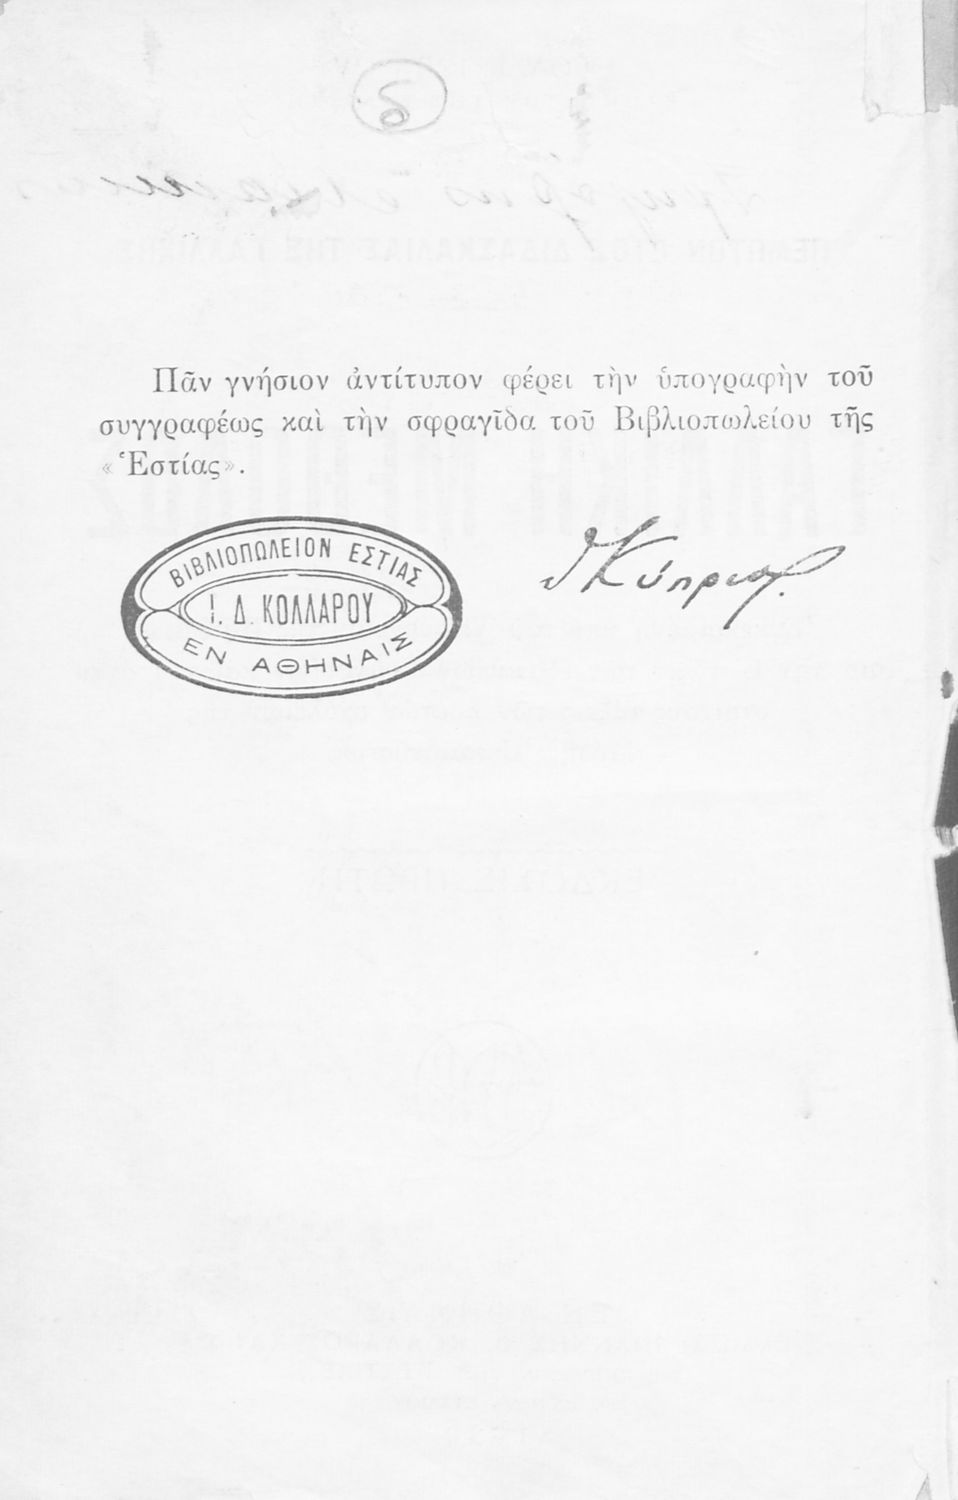 Πᾶν γνήσιον ἀντίτυπον φέρει τὴν ὑπογραφὴν τοῦ
συγγραφέως καὶ τὴν σφραγῖδα τοῦ Βιβλιοπωλείου τῆς
«Ἑστίας».
ΒΙΒΛΙΟΠΩΛΕΙΟΝ ΕΣΤΙΑΣ
Ι. Δ. ΚΟΛΛΑΡΟΥ
ΕΝ ΑΘΗΝΑΙΣ